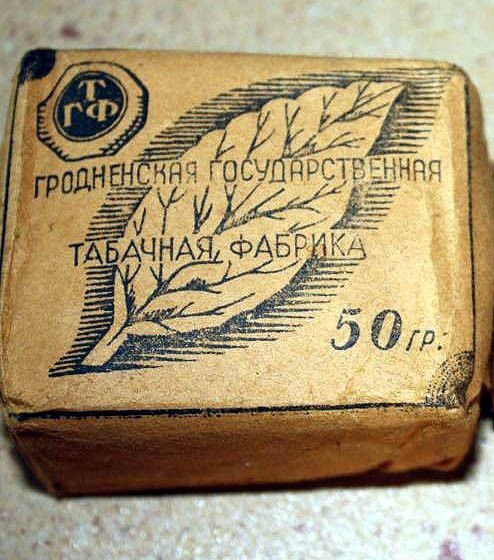 Т
ГФ
ГРОДНЕНСКАЯ ГОСУДАРСТВЕННАЯ
ТАБАЧНАЯ ФАБРИКА
50 ГР.